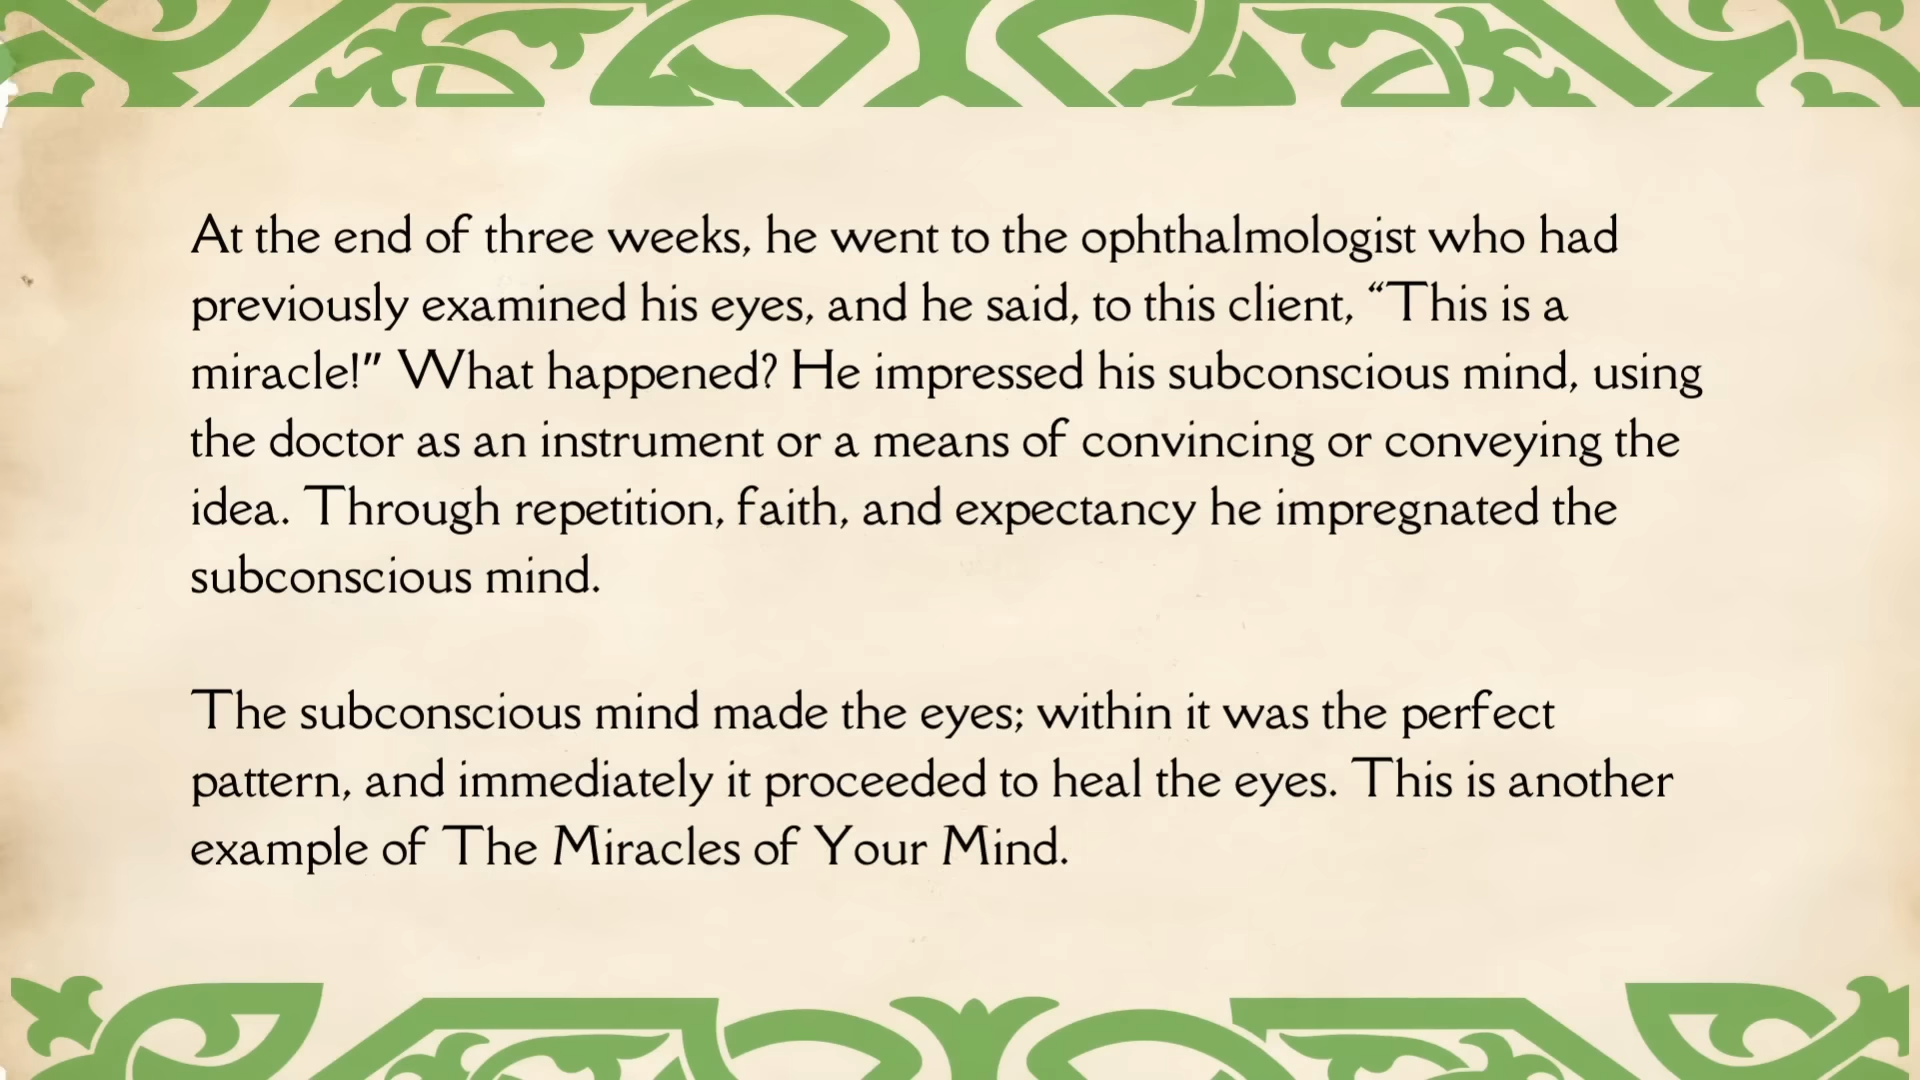 At the end of three weeks, he went to the ophthalmologist who had
previously examined his eyes, and he said, to this client, “This is a
miracle!” What happened? He impressed his subconscious mind, using
the doctor as an instrument or a means of convincing or conveying the
idea. Through repetition, faith, and expectancy he impregnated the
subconscious mind.
The subconscious mind made the eyes; within it was the perfect
pattern, and immediately it proceeded to heal the eyes. This is another
example of The Miracles of Your Mind.